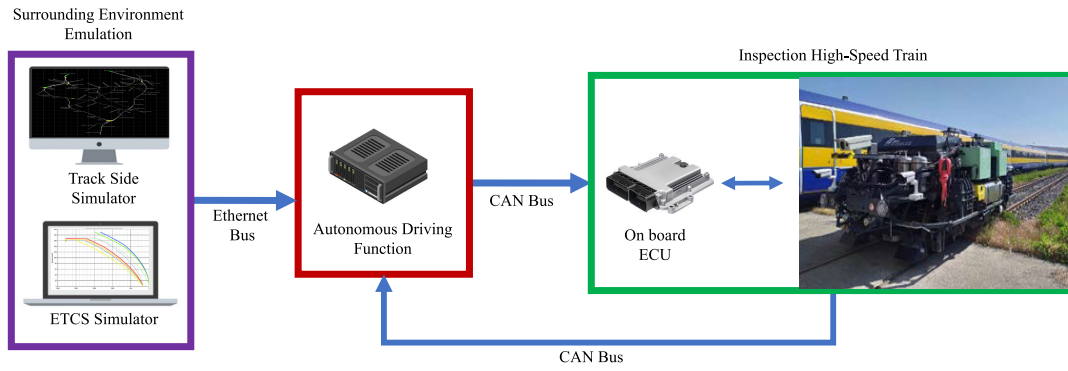 Surrounding Environment
Emulation
Track Side
Simulator
ETCS Simulator
Ethernet
Bus
Autonomous Driving
Function
CAN Bus
Inspection High-Speed Train
On board
ECU
CAN Bus